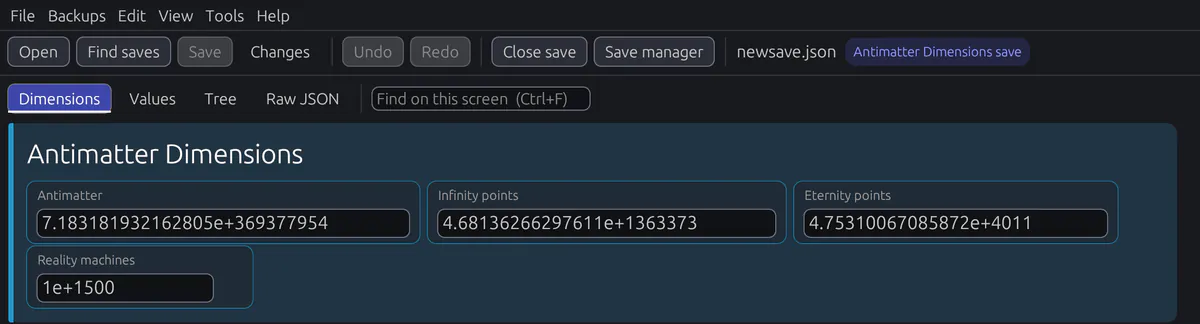 File Backups Edit View Tools Help
Open Find saves Save Changes Undo Redo Close save Save manager newsave.json Antimatter Dimensions save
Dimensions Values Tree Raw JSON Find on this screen (Ctrl+F)
Antimatter Dimensions
Antimatter Infinity points Eternity points
7.183181932162805e+369377954 4.68136266297611e+1363373 4.75310067085872e+4011
Reality machines
1e+1500